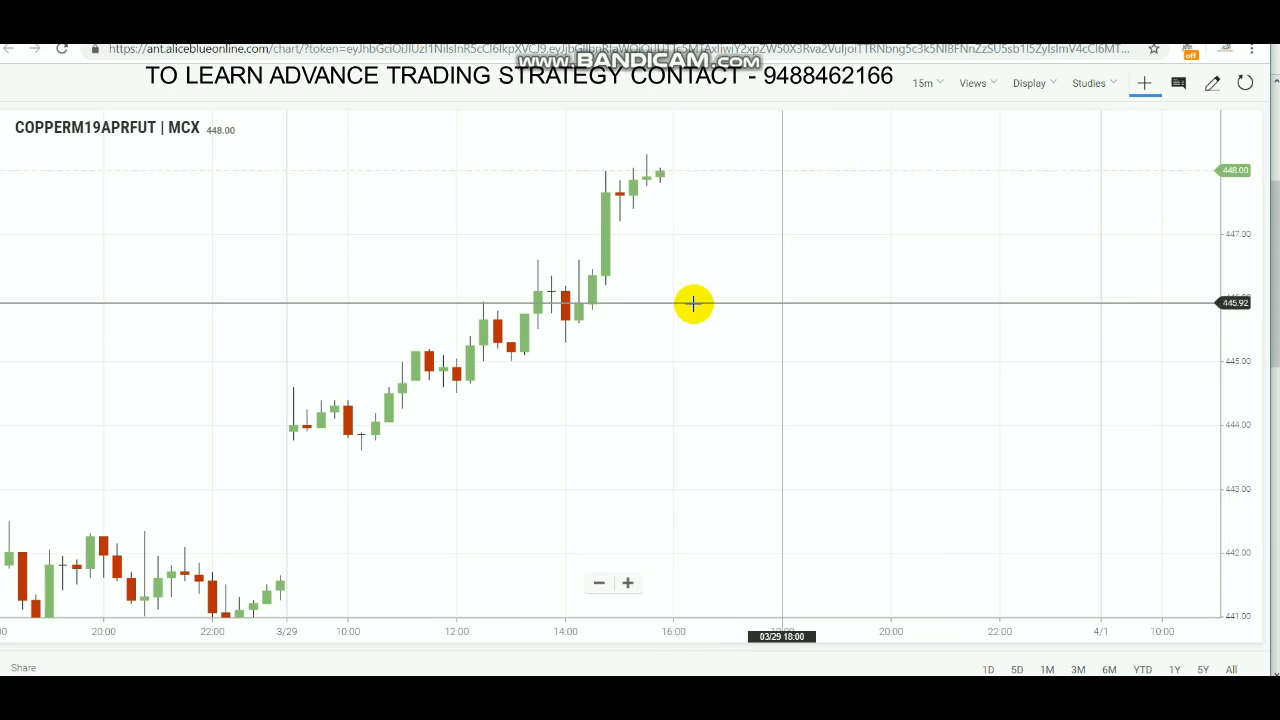 www.BANDICAM.com
TO LEARN ADVANCE TRADING STRATEGY CONTACT - 9488462166
off
15m Views Display Studies
COPPERM19APRFUT | MCX 448.00
448.00
447.00
445.92
445.00
444.00
443.00
442.00
441.00
20:00 22:00 3/29 10:00 12:00 14:00 16:00 20:00 22:00 4/1 10:00
03/29 18:00
Share
1D 5D 1M 3M 6M YTD 1Y 5Y All